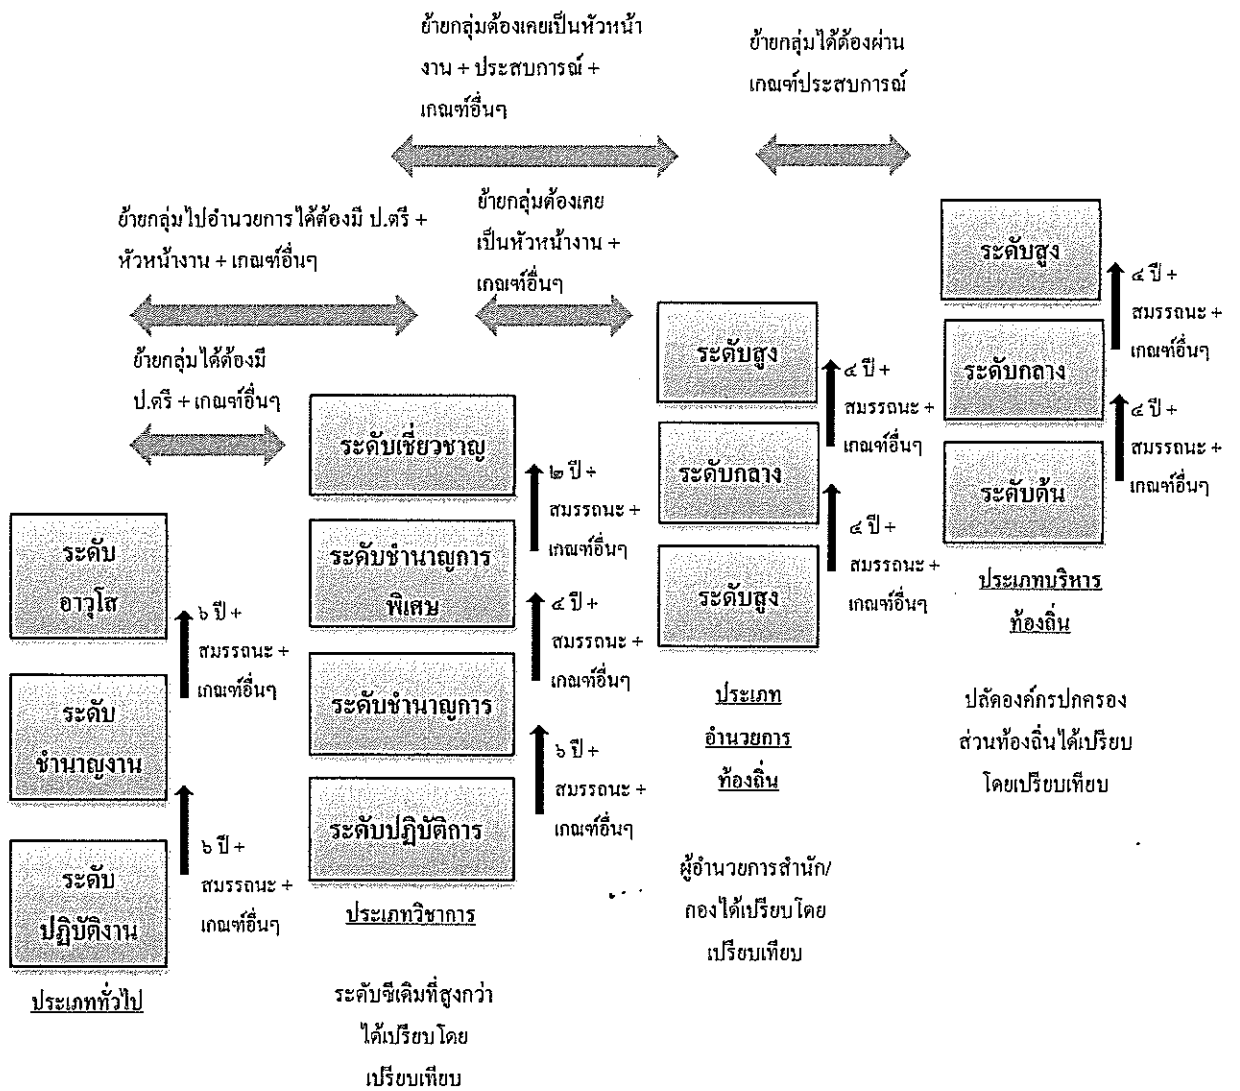 ย้ายกลุ่มต้องเคยเป็นหัวหน้า
งาน + ประสบการณ์ +
เกณฑ์อื่นๆ
ย้ายกลุ่มได้ต้องผ่าน
เกณฑ์ประสบการณ์
ย้ายกลุ่มไปอำนวยการได้ต้องมี ป.ตรี +
หัวหน้างาน + เกณฑ์อื่นๆ
ย้ายกลุ่มต้องเคย
เป็นหัวหน้างาน +
เกณฑ์อื่นๆ
ย้ายกลุ่มได้ต้องมี
ป.ตรี + เกณฑ์อื่นๆ
ระดับ
อาวุโส
๖ ปี +
สมรรถนะ +
เกณฑ์อื่นๆ
ระดับ
ชำนาญงาน
๖ ปี +
สมรรถนะ +
เกณฑ์อื่นๆ
ระดับ
ปฏิบัติงาน
ประเภททั่วไป
ระดับเชี่ยวชาญ
๒ ปี +
สมรรถนะ +
เกณฑ์อื่นๆ
ระดับชำนาญการ
พิเศษ
๔ ปี +
สมรรถนะ +
เกณฑ์อื่นๆ
ระดับชำนาญการ
๖ ปี +
สมรรถนะ +
เกณฑ์อื่นๆ
ระดับปฏิบัติการ
ประเภทวิชาการ
ระดับซีเดิมที่สูงกว่า
ได้เปรียบโดย
เปรียบเทียบ
ระดับสูง
๔ ปี +
สมรรถนะ +
เกณฑ์อื่นๆ
ระดับกลาง
๔ ปี +
สมรรถนะ +
เกณฑ์อื่นๆ
ระดับสูง
ประเภท
อำนวยการ
ท้องถิ่น
ผู้อำนวยการสำนัก/
กองได้เปรียบโดย
เปรียบเทียบ
ระดับสูง
๔ ปี +
สมรรถนะ +
เกณฑ์อื่นๆ
ระดับกลาง
๔ ปี +
สมรรถนะ +
เกณฑ์อื่นๆ
ระดับต้น
ประเภทบริหาร
ท้องถิ่น
ปลัดองค์กรปกครอง
ส่วนท้องถิ่นได้เปรียบ
โดยเปรียบเทียบ